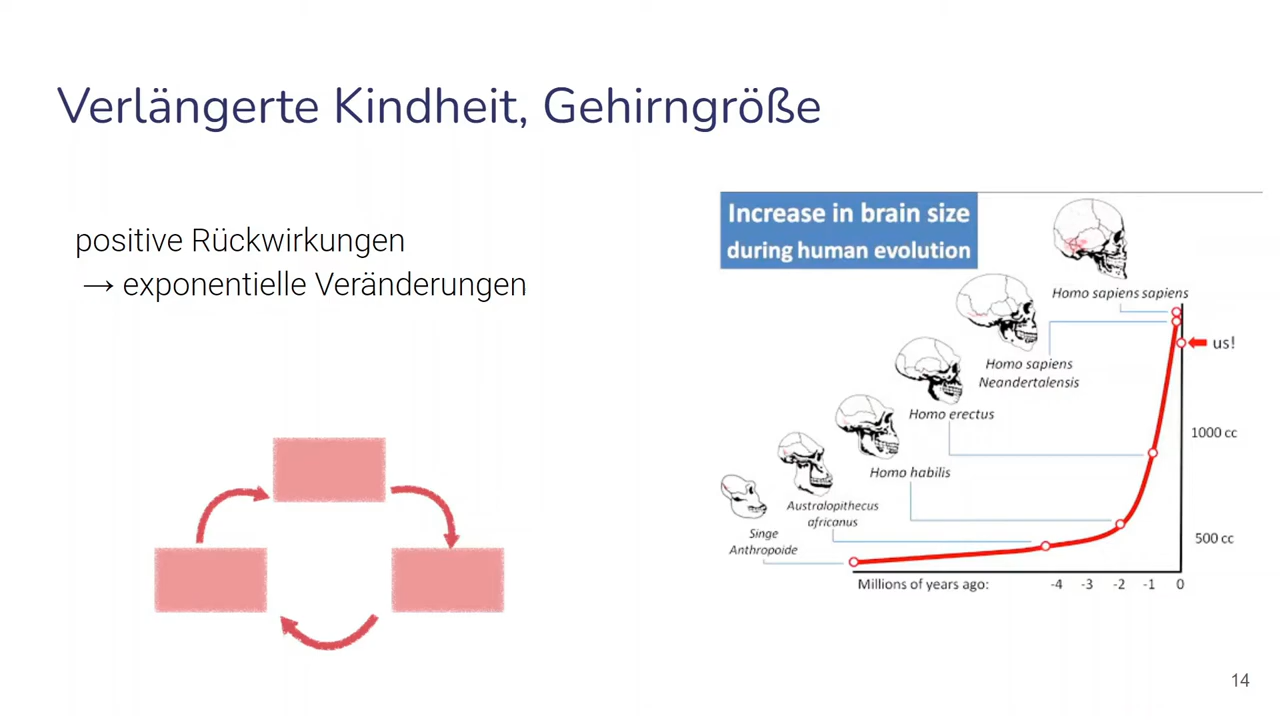 Verlängerte Kindheit, Gehirngröße
positive Rückwirkungen
→ exponentielle Veränderungen
Increase in brain size
during human evolution
Homo sapiens sapiens
us!
Homo sapiens
Neandertalensis
Homo erectus
1000 cc
Homo habilis
Australopithecus
africanus
Singe
Anthropoide
500 cc
Millions of years ago: -4 -3 -2 -1 0
14